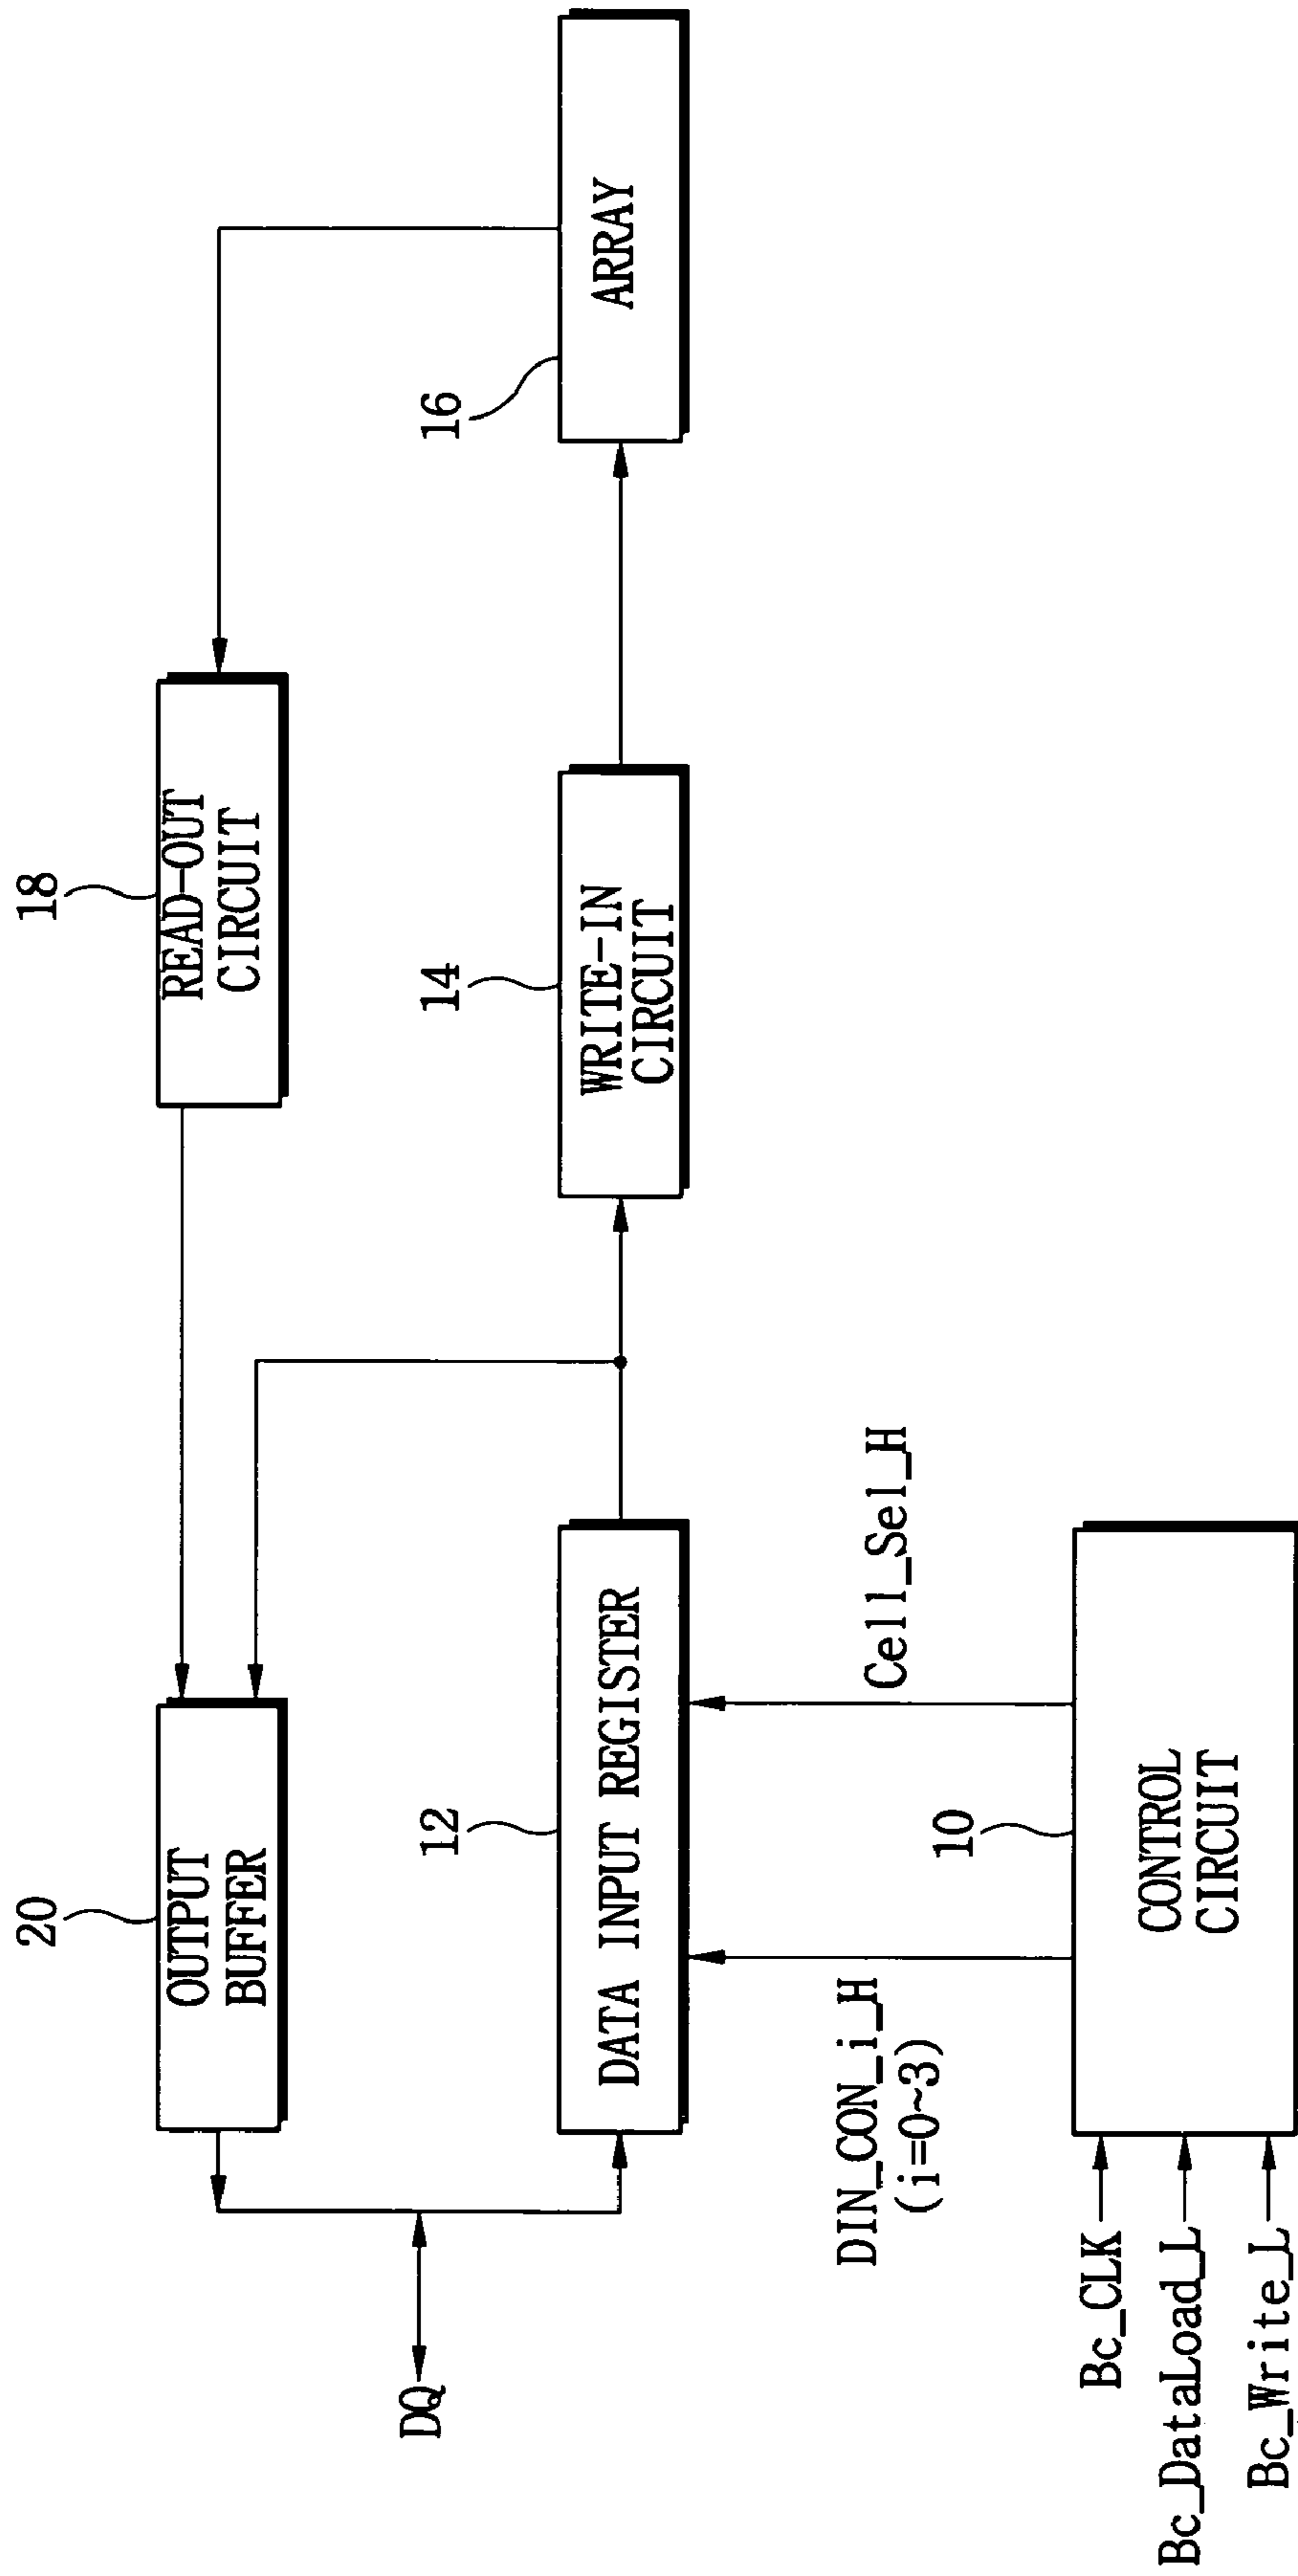 20
OUTPUT
BUFFER
18
READ-OUT
CIRCUIT
DQ
12
DATA INPUT REGISTER
14
WRITE-IN
CIRCUIT
16
ARRAY
DIN_CON_i_H
(i=0~3)
Cell_Sel_H
10
CONTROL
CIRCUIT
Bc_CLK
Bc_DataLoad_L
Bc_Write_L